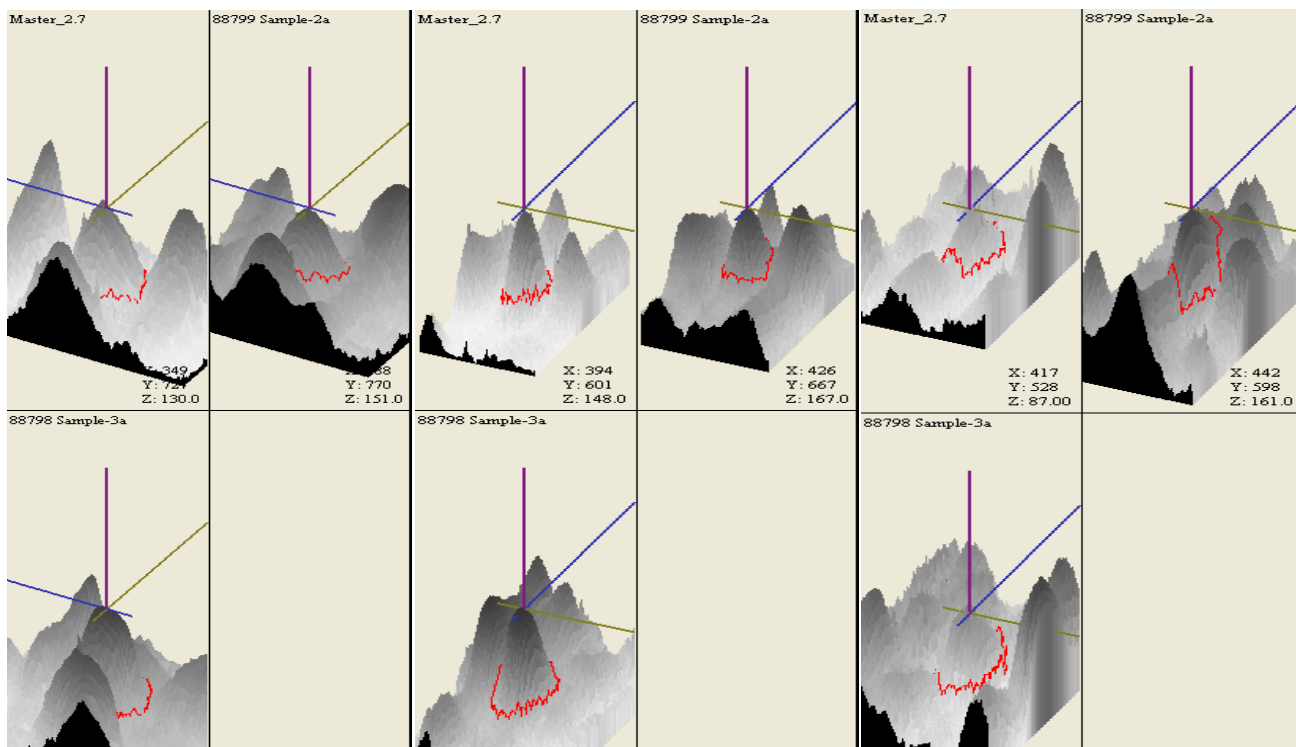 Master_2.7
349
Y:
Z: 130.0
88799 Sample-2a
Y: 770
Z: 151.0
Master_2.7
X: 394
Y: 601
Z: 148.0
88799 Sample-2a
X: 426
Y: 667
Z: 167.0
Master_2.7
X: 417
Y: 528
Z: 87.00
88799 Sample-2a
X: 442
Y: 598
Z: 161.0
88798 Sample-3a
88798 Sample-3a
88798 Sample-3a